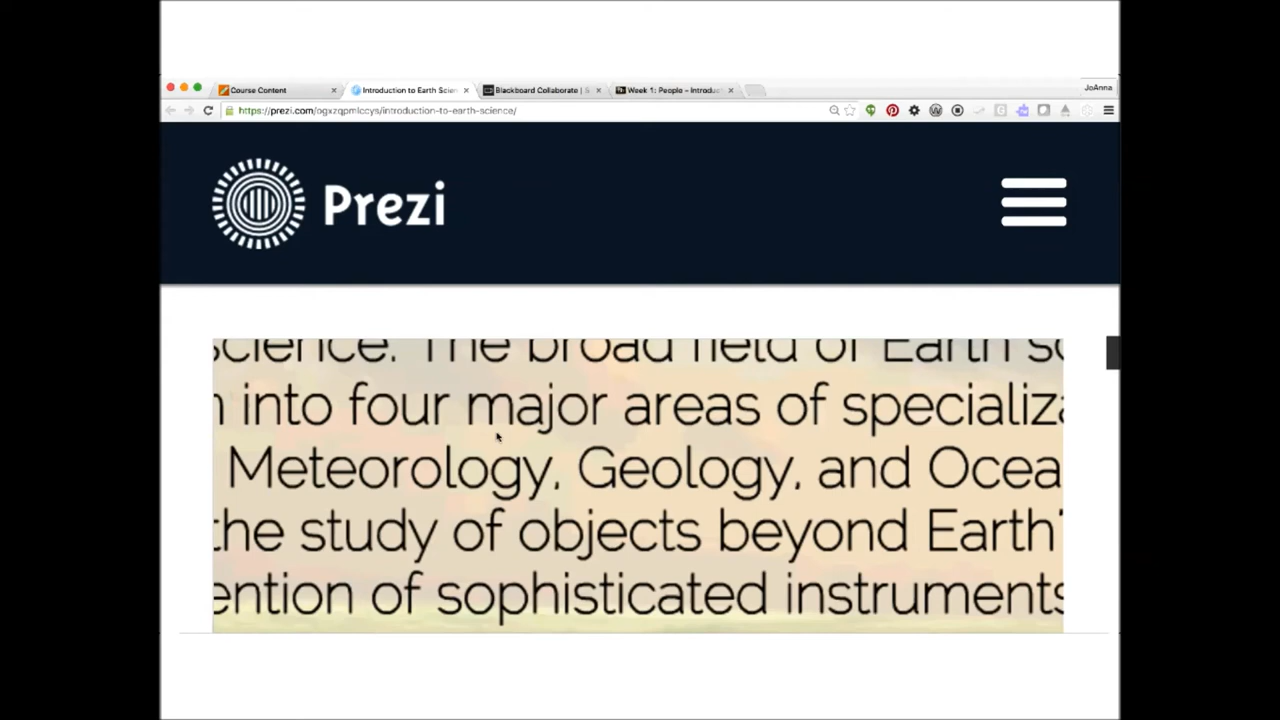 Course Content
Introduction to Earth Scien
Blackboard Collaborate | S
Week 1: People – Introduc
JoAnna
https://prezi.com/ogxzqpmlccys/introduction-to-earth-science/
Prezi
science. The broad field of Earth sc
n into four major areas of specializa
Meteorology, Geology, and Ocea
the study of objects beyond Earth'
ention of sophisticated instruments